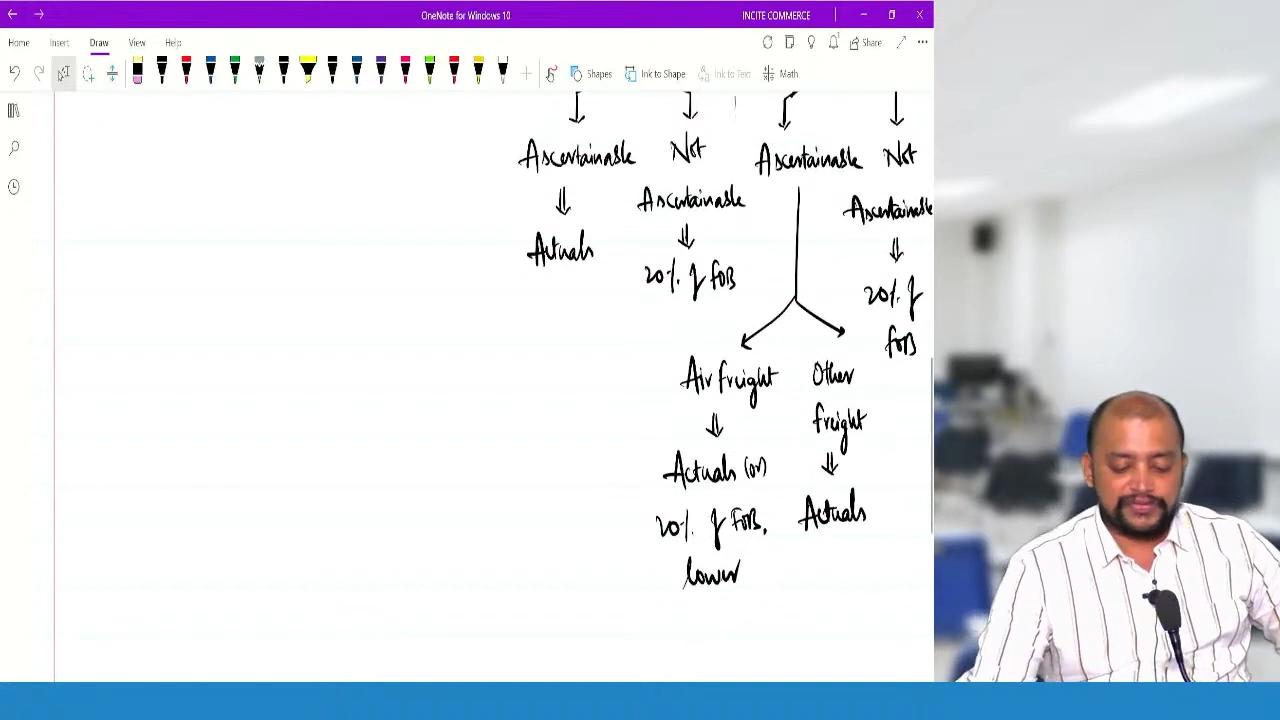 OneNote for Windows 10
INCITE COMMERCE
Home
Insert
Draw
View
Help
Share
Shapes
Ink to Shape
Ink to Text
Math
Ascertainable
⇓
Actuals
Not
Ascertainable
⇓
20% of FOB
Ascertainable
Air freight
⇓
Actuals (or)
20% of FOB,
lower
Other
freight
⇓
Actuals
Not
Ascertainable
⇓
20% of
FOB